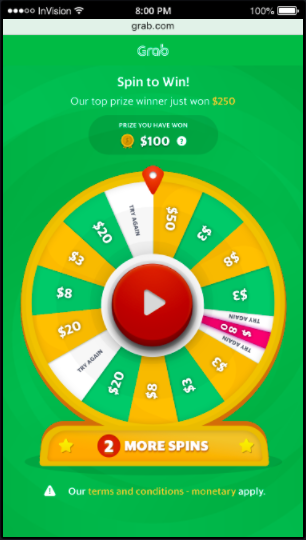 InVision 8:00 PM 100%
grab.com
Grab
Spin to Win!
Our top prize winner just won $250
PRIZE YOU HAVE WON
$100 ?
$50
$3
$8
$3
TRY AGAIN
$80
TRY AGAIN
$3
$3
$8
$20
TRY AGAIN
$20
$8
$3
$20
TRY AGAIN
2 MORE SPINS
Our terms and conditions - monetary apply.